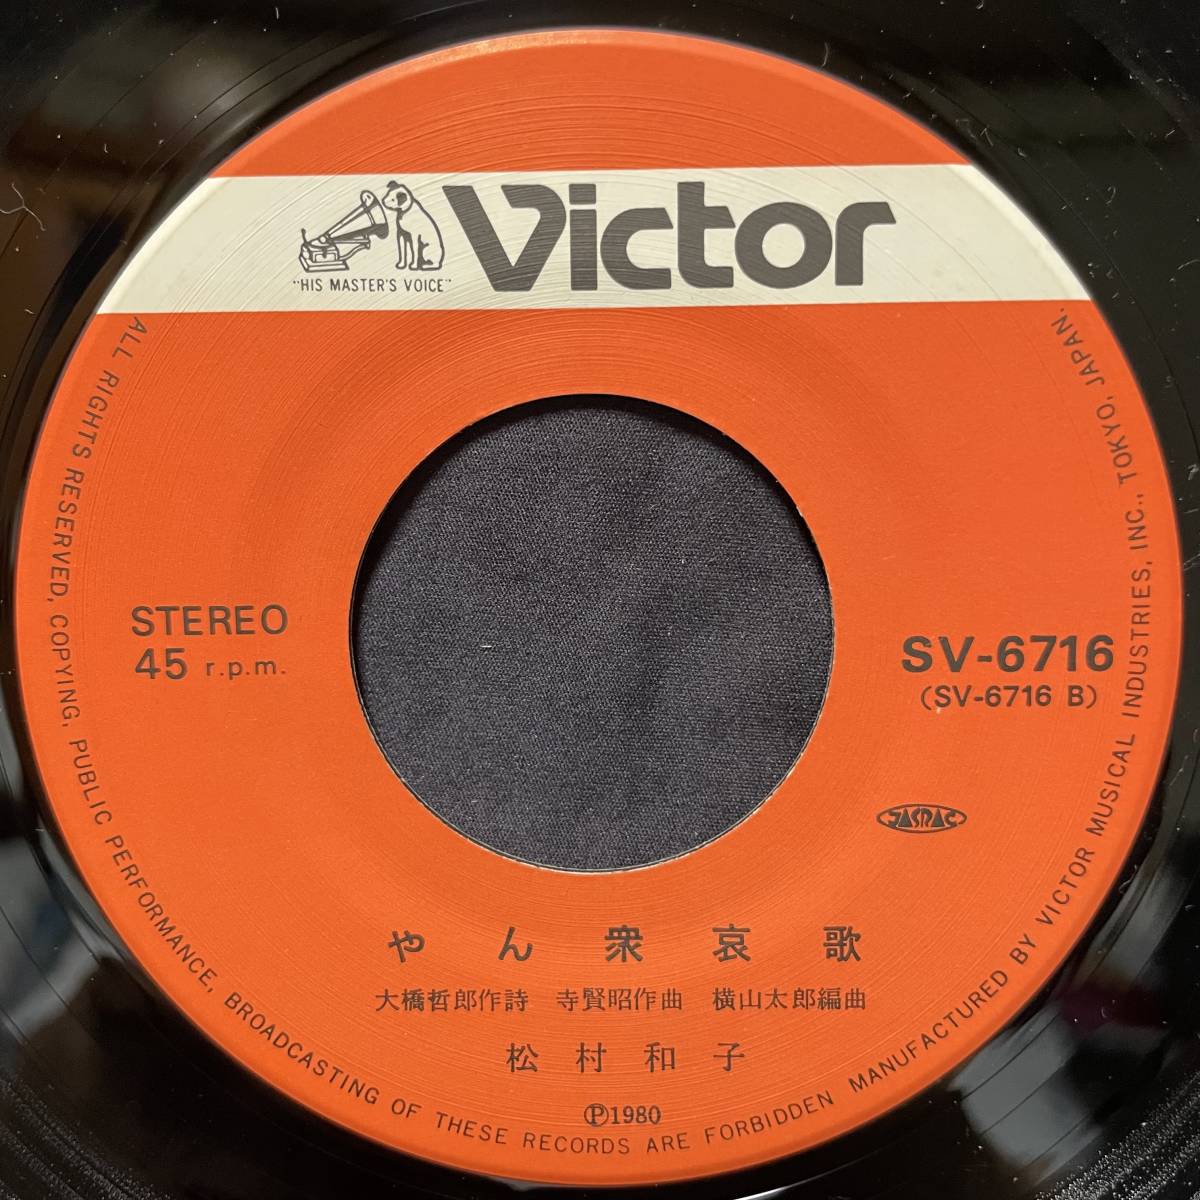 Victor
"HIS MASTER'S VOICE"
STEREO
45 r.p.m.
SV-6716
(SV-6716 B)
JASRAC
やん衆哀歌
大橋哲郎作詩 寺賢昭作曲 横山太郎編曲
松村和子
Ⓟ1980
ALL RIGHTS RESERVED, COPYING, PUBLIC PERFORMANCE, BROADCASTING OF THESE RECORDS ARE FORBIDDEN MANUFACTURED BY VICTOR MUSICAL INDUSTRIES, INC., TOKYO, JAPAN.